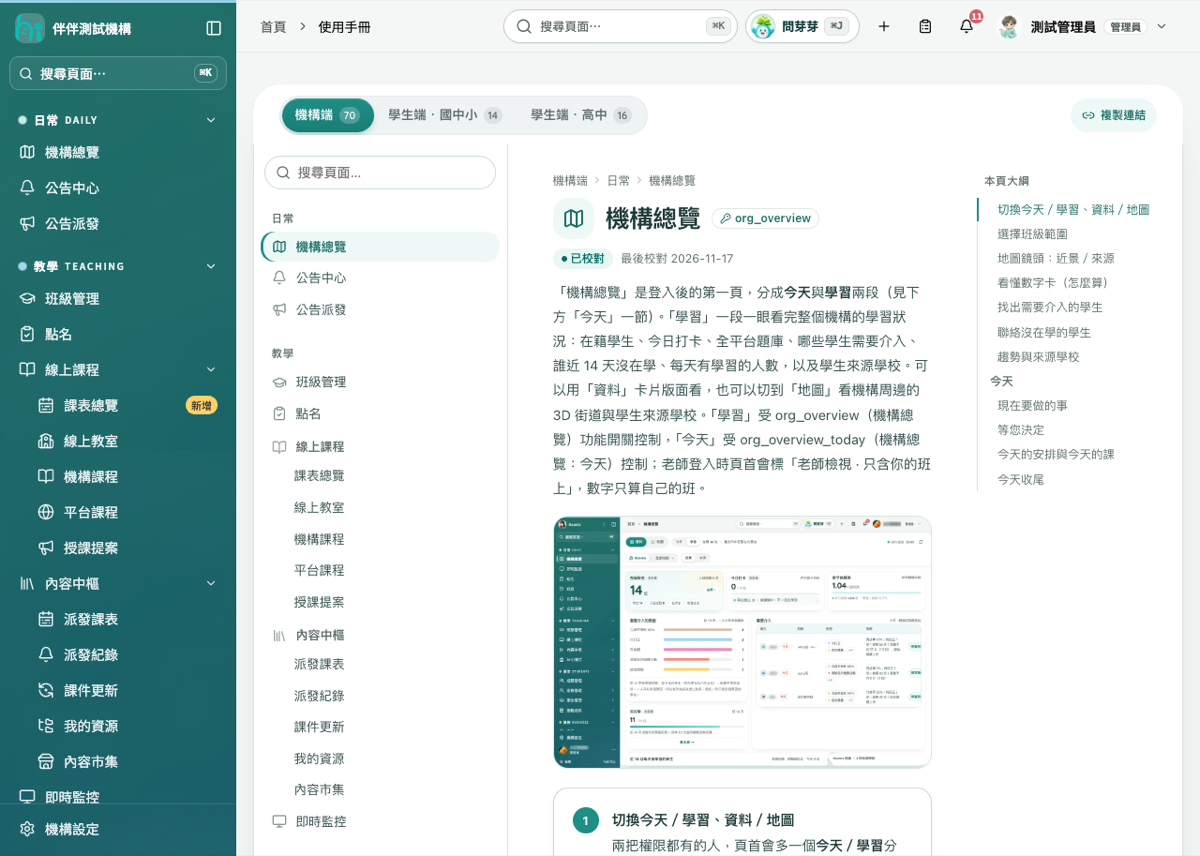 伴伴測試機構
搜尋頁面⋯ ⌘K
日常 DAILY
機構總覽
公告中心
公告派發
教學 TEACHING
班級管理
點名
線上課程
課表總覽 新增
線上教室
機構課程
平台課程
授課提案
內容中樞
派發課表
派發紀錄
課件更新
我的資源
內容市集
即時監控
機構設定
首頁 > 使用手冊
搜尋頁面⋯ ⌘K
問芽芽 ⌘J
11
測試管理員 管理員
機構端 70
學生端 · 國中小 14
學生端 · 高中 16
複製連結
搜尋頁面...
日常
機構總覽
公告中心
公告派發
教學
班級管理
點名
線上課程
課表總覽
線上教室
機構課程
平台課程
授課提案
內容中樞
派發課表
派發紀錄
課件更新
我的資源
內容市集
即時監控
機構端 > 日常 > 機構總覽
機構總覽 org_overview
已校對 最後校對 2026-11-17
「機構總覽」是登入後的第一頁，分成今天與學習兩段（見下
方「今天」一節）。「學習」一段一眼看完整個機構的學習狀
況：在籍學生、今日打卡、全平台題庫、哪些學生需要介入、
誰近 14 天沒在學、每天有學習的人數，以及學生來源學校。可
以用「資料」卡片版面看，也可以切到「地圖」看機構周邊的
3D 街道與學生來源學校。「學習」受 org_overview（機構總
覽）功能開關控制，「今天」受 org_overview_today（機構總
覽：今天）控制；老師登入時頁首會標「老師檢視 · 只含你的班
上」，數字只算自己的班。
1 切換今天 / 學習、資料 / 地圖
兩把權限都有的人，頁首會多一個今天 / 學習分
本頁大綱
切換今天 / 學習、資料 / 地圖
選擇班級範圍
地圖鏡頭：近景 / 來源
看懂數字卡（怎麼算）
找出需要介入的學生
聯絡沒在學的學生
趨勢與來源學校
今天
現在要做的事
等您決定
今天的安排與今天的課
今天收尾